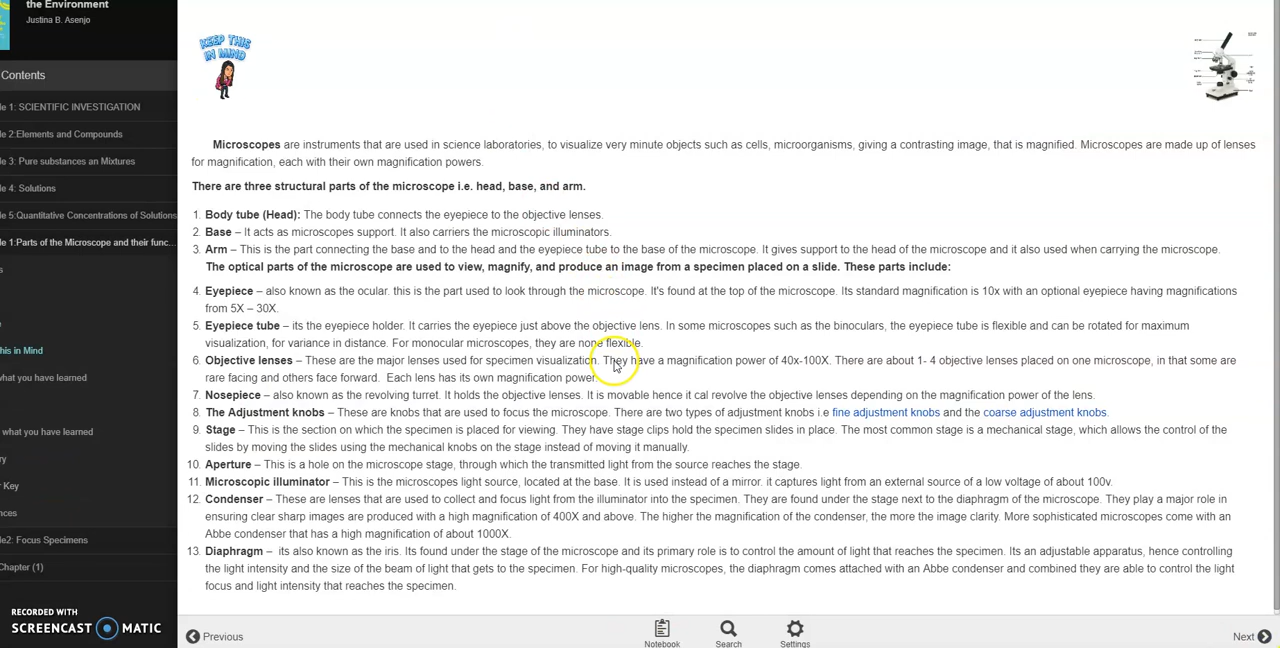 the Environment
Justina B. Asenjo
Contents
le 1: SCIENTIFIC INVESTIGATION
le 2:Elements and Compounds
le 3: Pure substances an Mixtures
le 4: Solutions
le 5:Quantitative Concentrations of Solutions
le 1:Parts of the Microscope and their func...
s
e
his in Mind
what you have learned
what you have learned
ry
r Key
nces
le2: Focus Specimens
Chapter (1)
RECORDED WITH
SCREENCAST MATIC
KEEP THIS
IN MIND
Microscopes are instruments that are used in science laboratories, to visualize very minute objects such as cells, microorganisms, giving a contrasting image, that is magnified. Microscopes are made up of lenses
for magnification, each with their own magnification powers.
There are three structural parts of the microscope i.e. head, base, and arm.
1. Body tube (Head): The body tube connects the eyepiece to the objective lenses.
2. Base – It acts as microscopes support. It also carriers the microscopic illuminators.
3. Arm – This is the part connecting the base and to the head and the eyepiece tube to the base of the microscope. It gives support to the head of the microscope and it also used when carrying the microscope.
The optical parts of the microscope are used to view, magnify, and produce an image from a specimen placed on a slide. These parts include:
4. Eyepiece – also known as the ocular. this is the part used to look through the microscope. It's found at the top of the microscope. Its standard magnification is 10x with an optional eyepiece having magnifications
from 5X – 30X.
5. Eyepiece tube – its the eyepiece holder. It carries the eyepiece just above the objective lens. In some microscopes such as the binoculars, the eyepiece tube is flexible and can be rotated for maximum
visualization, for variance in distance. For monocular microscopes, they are none flexible.
6. Objective lenses – These are the major lenses used for specimen visualization. They have a magnification power of 40x-100X. There are about 1- 4 objective lenses placed on one microscope, in that some are
rare facing and others face forward. Each lens has its own magnification power.
7. Nosepiece – also known as the revolving turret. It holds the objective lenses. It is movable hence it cal revolve the objective lenses depending on the magnification power of the lens.
8. The Adjustment knobs – These are knobs that are used to focus the microscope. There are two types of adjustment knobs i.e fine adjustment knobs and the coarse adjustment knobs.
9. Stage – This is the section on which the specimen is placed for viewing. They have stage clips hold the specimen slides in place. The most common stage is a mechanical stage, which allows the control of the
slides by moving the slides using the mechanical knobs on the stage instead of moving it manually.
10. Aperture – This is a hole on the microscope stage, through which the transmitted light from the source reaches the stage.
11. Microscopic illuminator – This is the microscopes light source, located at the base. It is used instead of a mirror. it captures light from an external source of a low voltage of about 100v.
12. Condenser – These are lenses that are used to collect and focus light from the illuminator into the specimen. They are found under the stage next to the diaphragm of the microscope. They play a major role in
ensuring clear sharp images are produced with a high magnification of 400X and above. The higher the magnification of the condenser, the more the image clarity. More sophisticated microscopes come with an
Abbe condenser that has a high magnification of about 1000X.
13. Diaphragm – its also known as the iris. Its found under the stage of the microscope and its primary role is to control the amount of light that reaches the specimen. Its an adjustable apparatus, hence controlling
the light intensity and the size of the beam of light that gets to the specimen. For high-quality microscopes, the diaphragm comes attached with an Abbe condenser and combined they are able to control the light
focus and light intensity that reaches the specimen.
Previous
Notebook
Search
Settings
Next